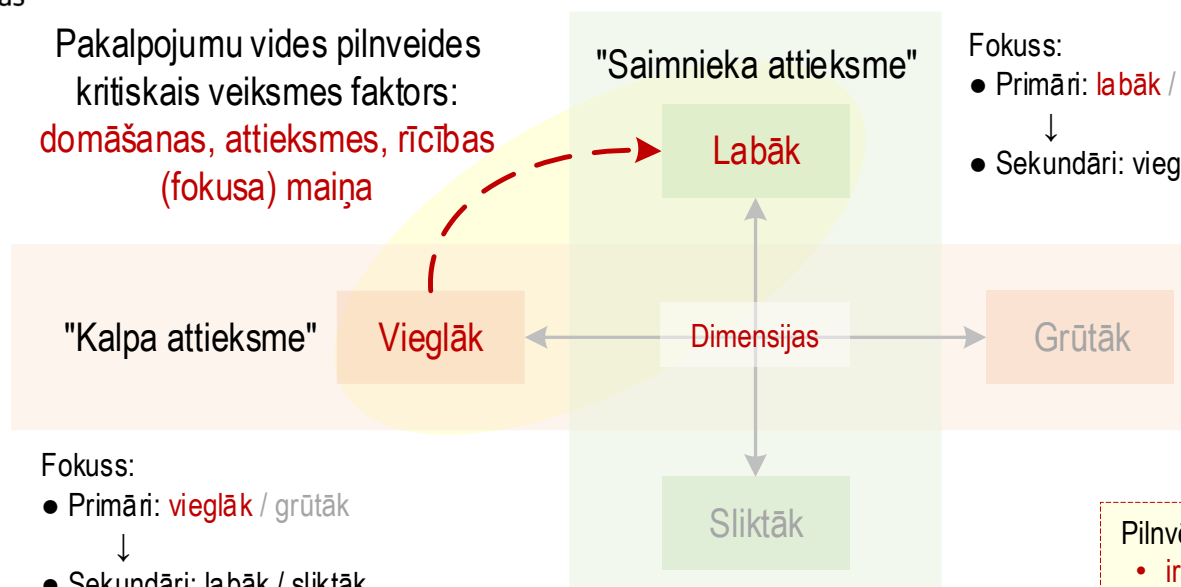 Pakalpojumu vides pilnveides
kritiskais veiksmes faktors:
domāšanas, attieksmes, rīcības
(fokusa) maiņa
"Saimnieka attieksme"
Fokuss:
● Primāri: labāk /
↓
● Sekundāri: vieg
Labāk
"Kalpa attieksme"
Vieglāk
Dimensijas
Grūtāk
Sliktāk
Fokuss:
● Primāri: vieglāk / grūtāk
↓
● Sekundāri: labāk / sliktāk